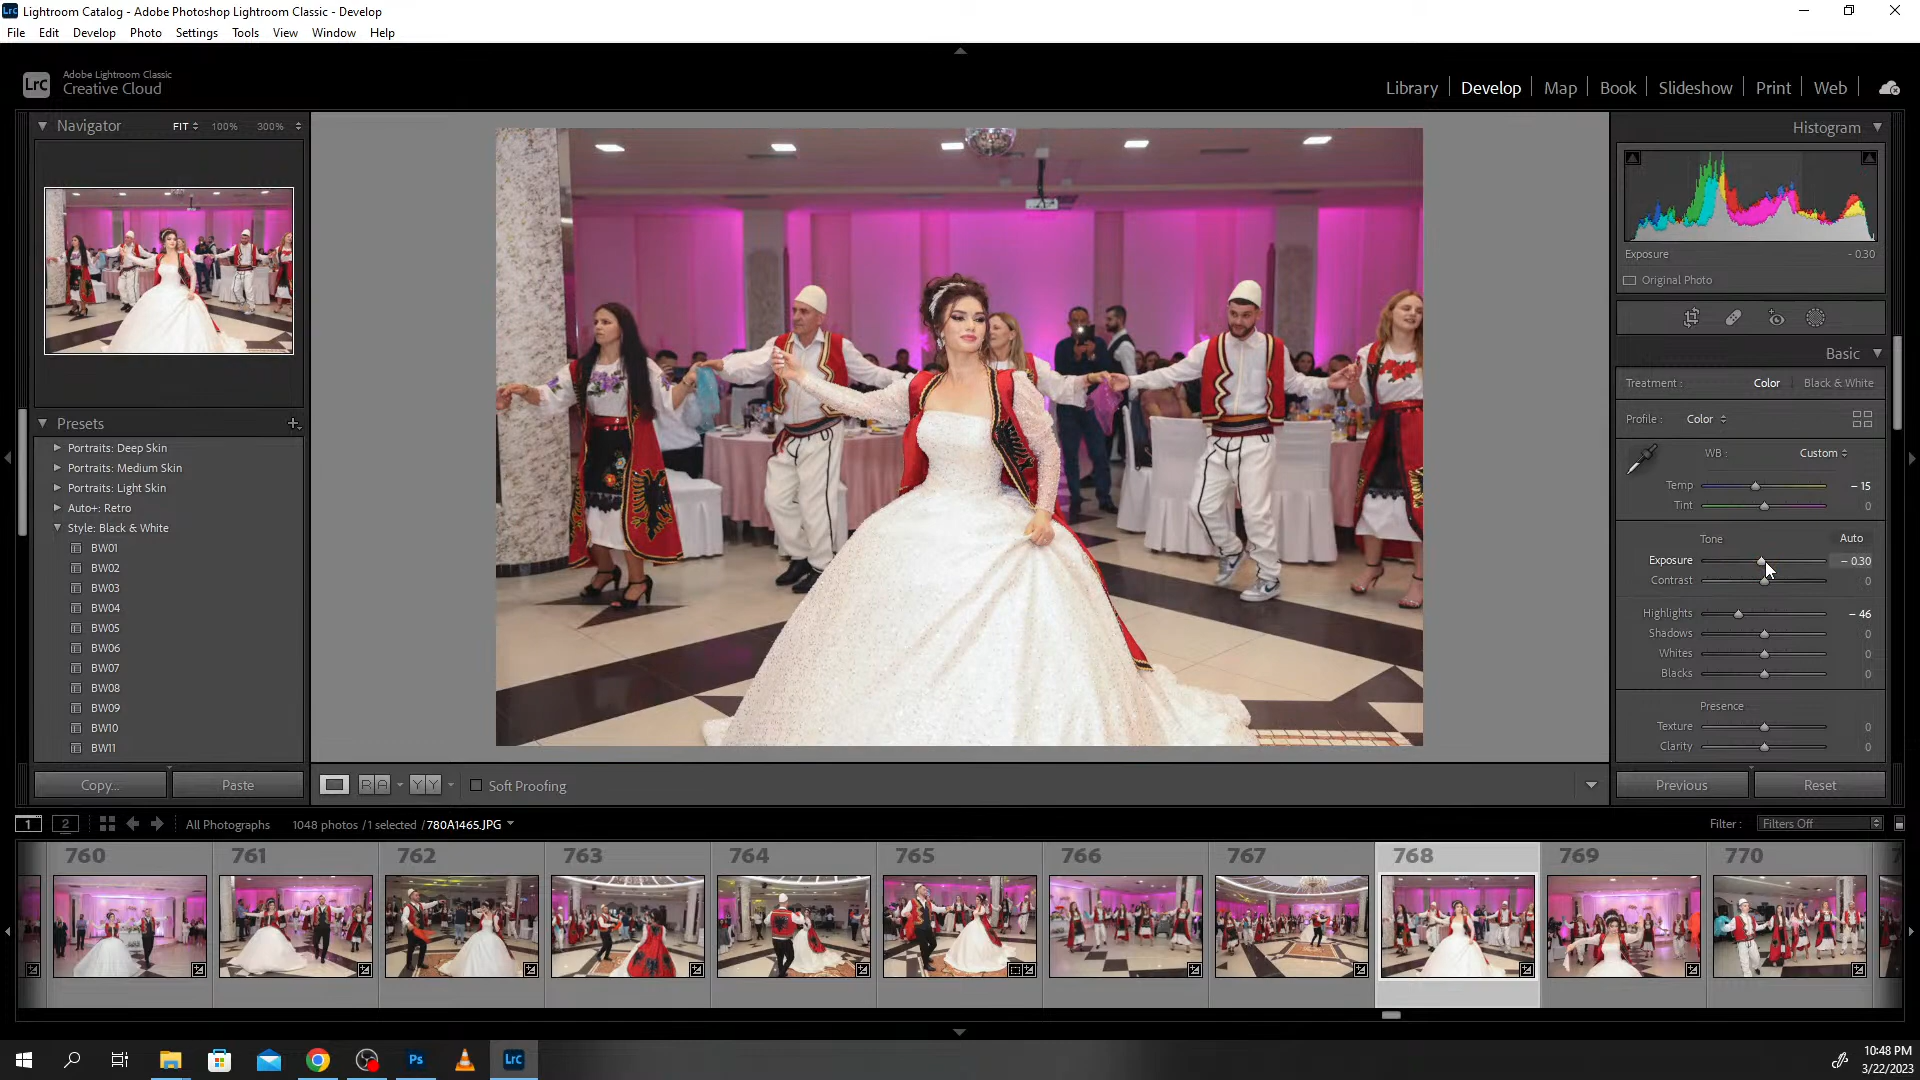 Lightroom Catalog - Adobe Photoshop Lightroom Classic - Develop
File Edit Develop Photo Settings Tools View Window Help
LrC
Adobe Lightroom Classic
Creative Cloud
Library Develop Map Book Slideshow Print Web
Navigator FIT 100% 300%
Histogram
Exposure - 0.30
Original Photo
Basic
Treatment : Color Black & White
Profile : Color
WB : Custom
Temp - 15
Tint 0
Tone Auto
Exposure - 0.30
Contrast 0
Highlights - 46
Shadows 0
Whites 0
Blacks 0
Presence
Texture 0
Clarity 0
Previous Reset
Presets
Portraits: Deep Skin
Portraits: Medium Skin
Portraits: Light Skin
Auto+: Retro
Style: Black & White
BW01
BW02
BW03
BW04
BW05
BW06
BW07
BW08
BW09
BW10
BW11
Copy... Paste
R A Y Y Soft Proofing
1 2 All Photographs 1048 photos / 1 selected / 780A1465.JPG Filter : Filters Off
760 761 762 763 764 765 766 767 768 769 770
Ps LrC
10:48 PM
3/22/2023